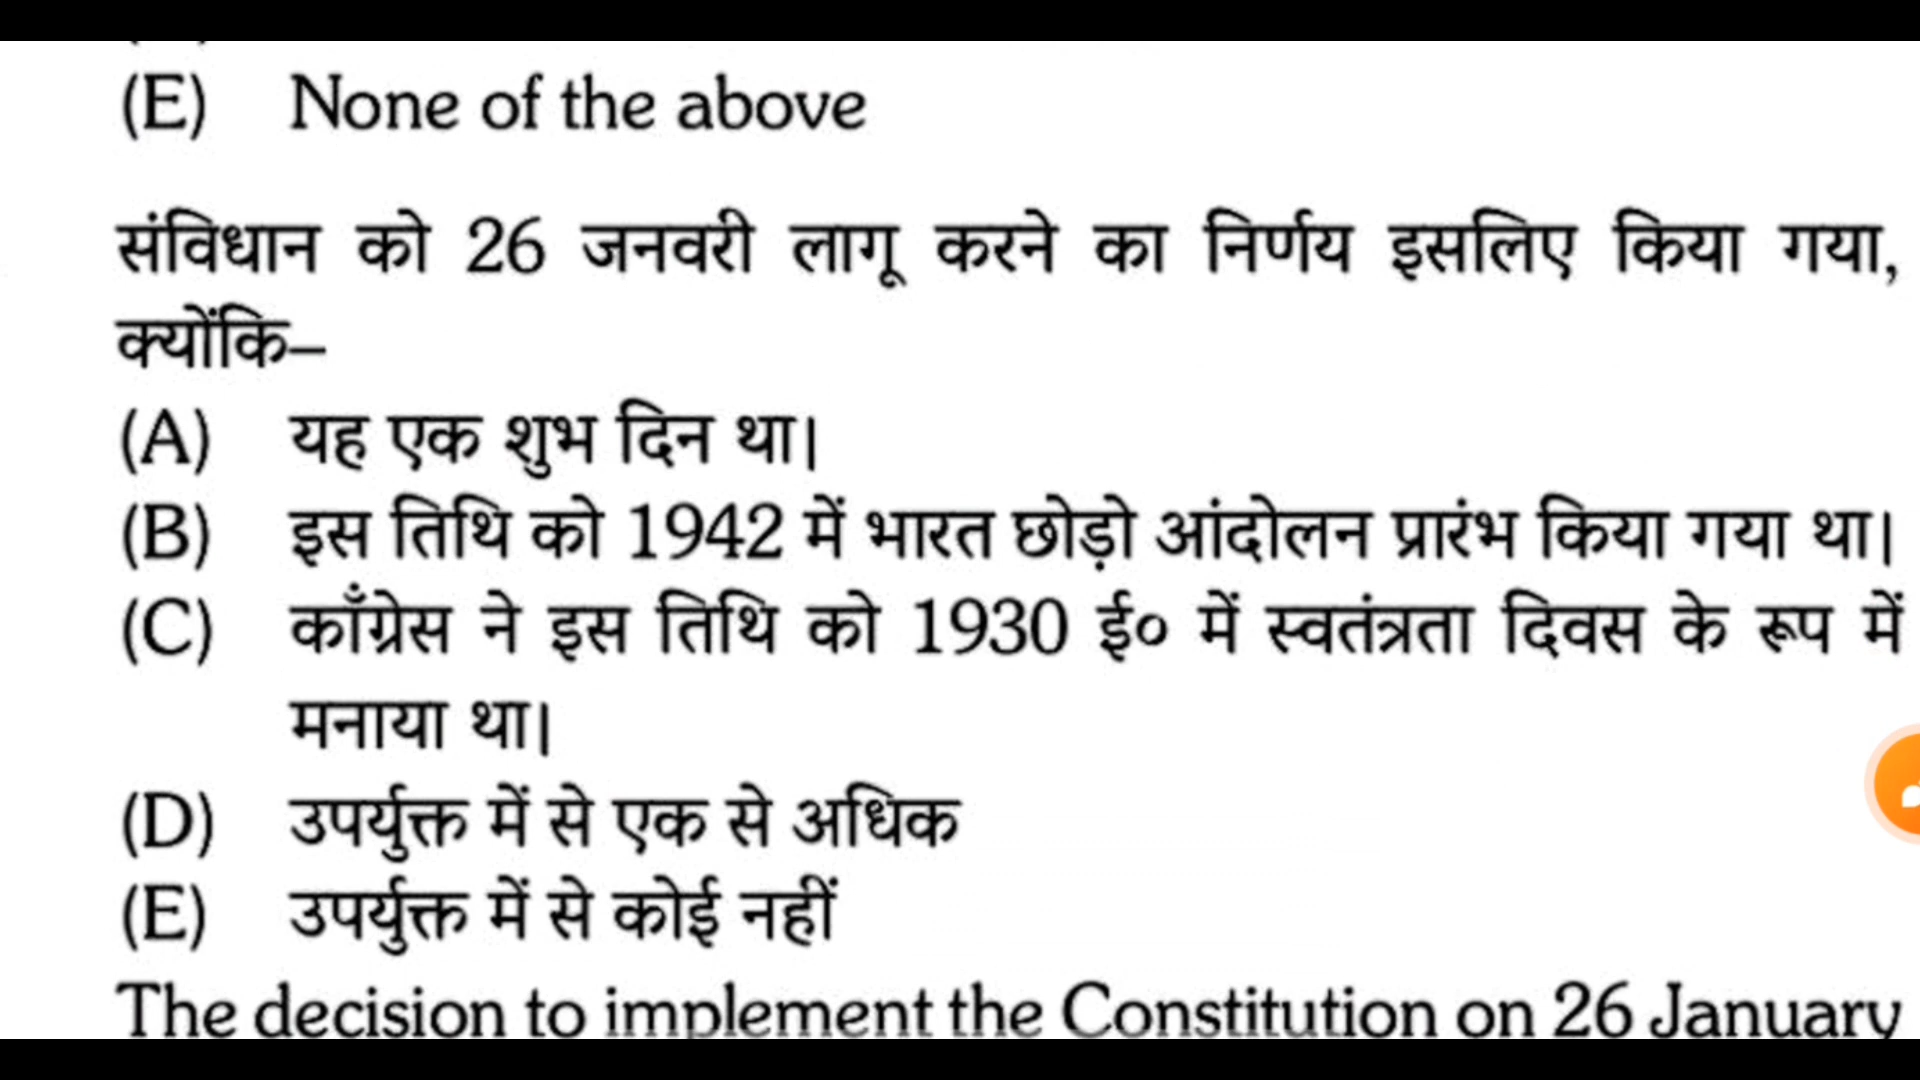 (E) None of the above
संविधान को 26 जनवरी लागू करने का निर्णय इसलिए किया गया,
क्योंकि–
(A) यह एक शुभ दिन था।
(B) इस तिथि को 1942 में भारत छोड़ो आंदोलन प्रारंभ किया गया था।
(C) काँग्रेस ने इस तिथि को 1930 ई० में स्वतंत्रता दिवस के रूप में
मनाया था।
(D) उपर्युक्त में से एक से अधिक
(E) उपर्युक्त में से कोई नहीं
The decision to implement the Constitution on 26 January